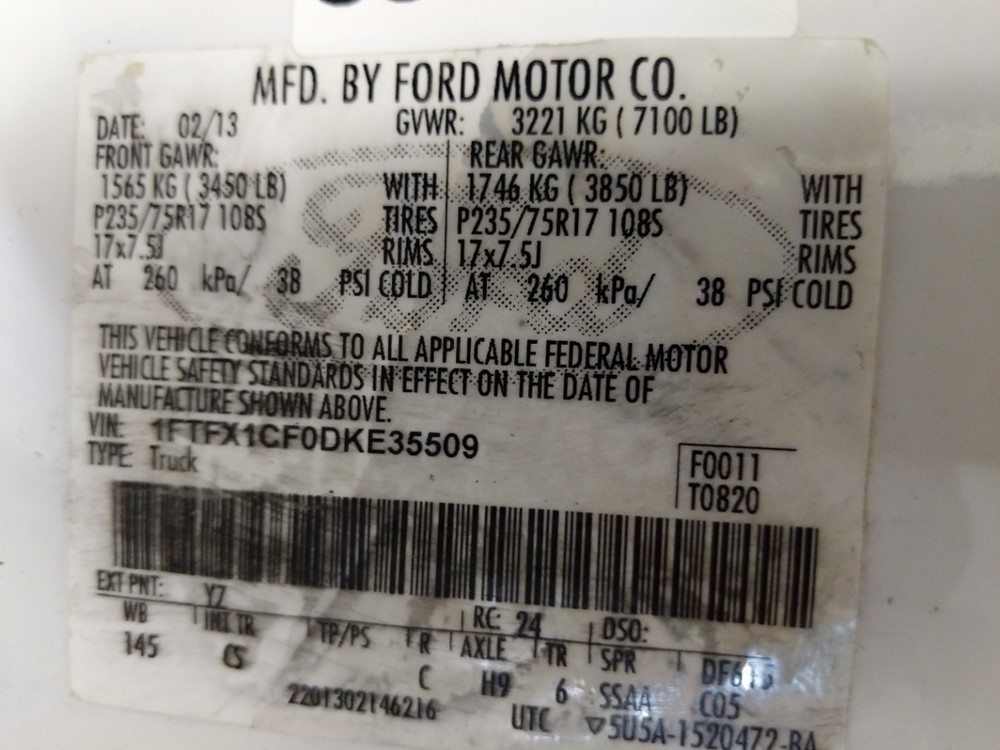 MFD. BY FORD MOTOR CO.
DATE: 02/13 GVWR: 3221 KG ( 7100 LB)
FRONT GAWR: REAR GAWR:
1565 KG ( 3450 LB) WITH 1746 KG ( 3850 LB) WITH
P235/75R17 108S TIRES P235/75R17 108S TIRES
17x7.5J RIMS 17x7.5J RIMS
AT 260 kPa/ 38 PSI COLD AT 260 kPa/ 38 PSI COLD
THIS VEHICLE CONFORMS TO ALL APPLICABLE FEDERAL MOTOR
VEHICLE SAFETY STANDARDS IN EFFECT ON THE DATE OF
MANUFACTURE SHOWN ABOVE.
VIN: 1FTFX1CF0DKE35509
TYPE: Truck
F0011
T0820
EXT PNT: YZ RC: 24 DSO:
WB INT TR TP/PS R AXLE TR SPR
145 CS C H9 6 SSAA C05
2201302146216 UTC ▽5U5A-1520472-BA